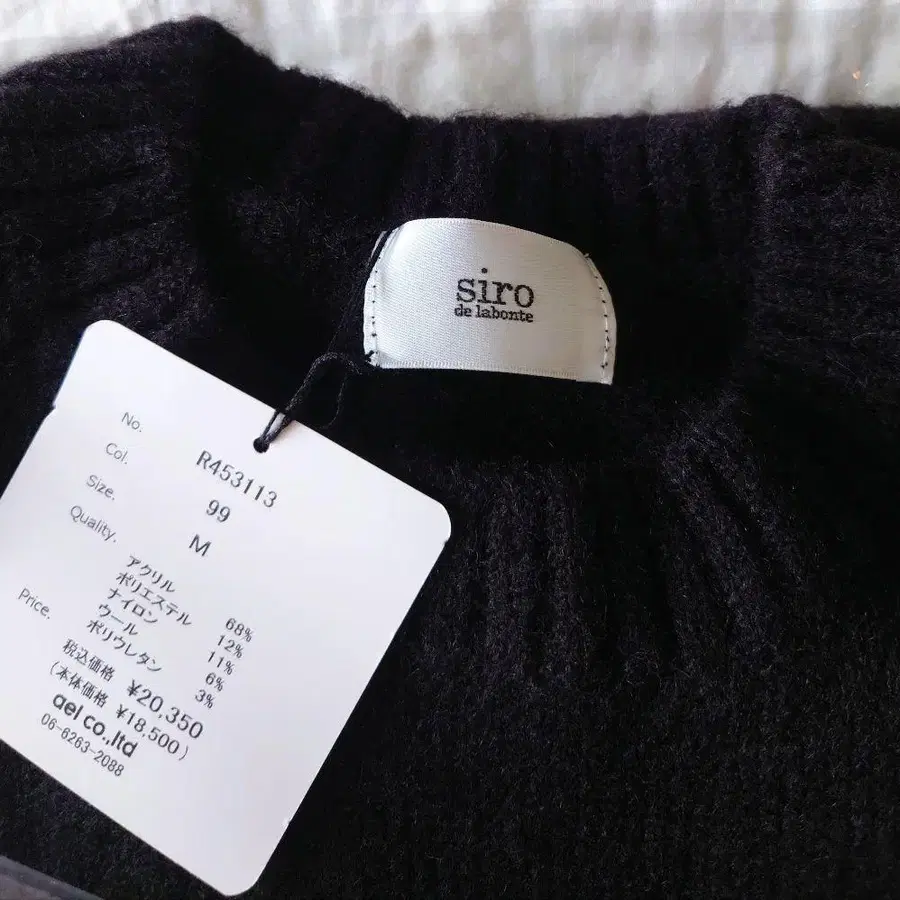 siro
de labonte
No. R453113
Col. 99
Size. M
Quality.
アクリル 68%
ポリエステル 12%
ナイロン 11%
ウール 6%
ポリウレタン 3%
Price.
税込価格 ¥20,350
(本体価格 ¥18,500)
ael co.,ltd
06-6263-2088